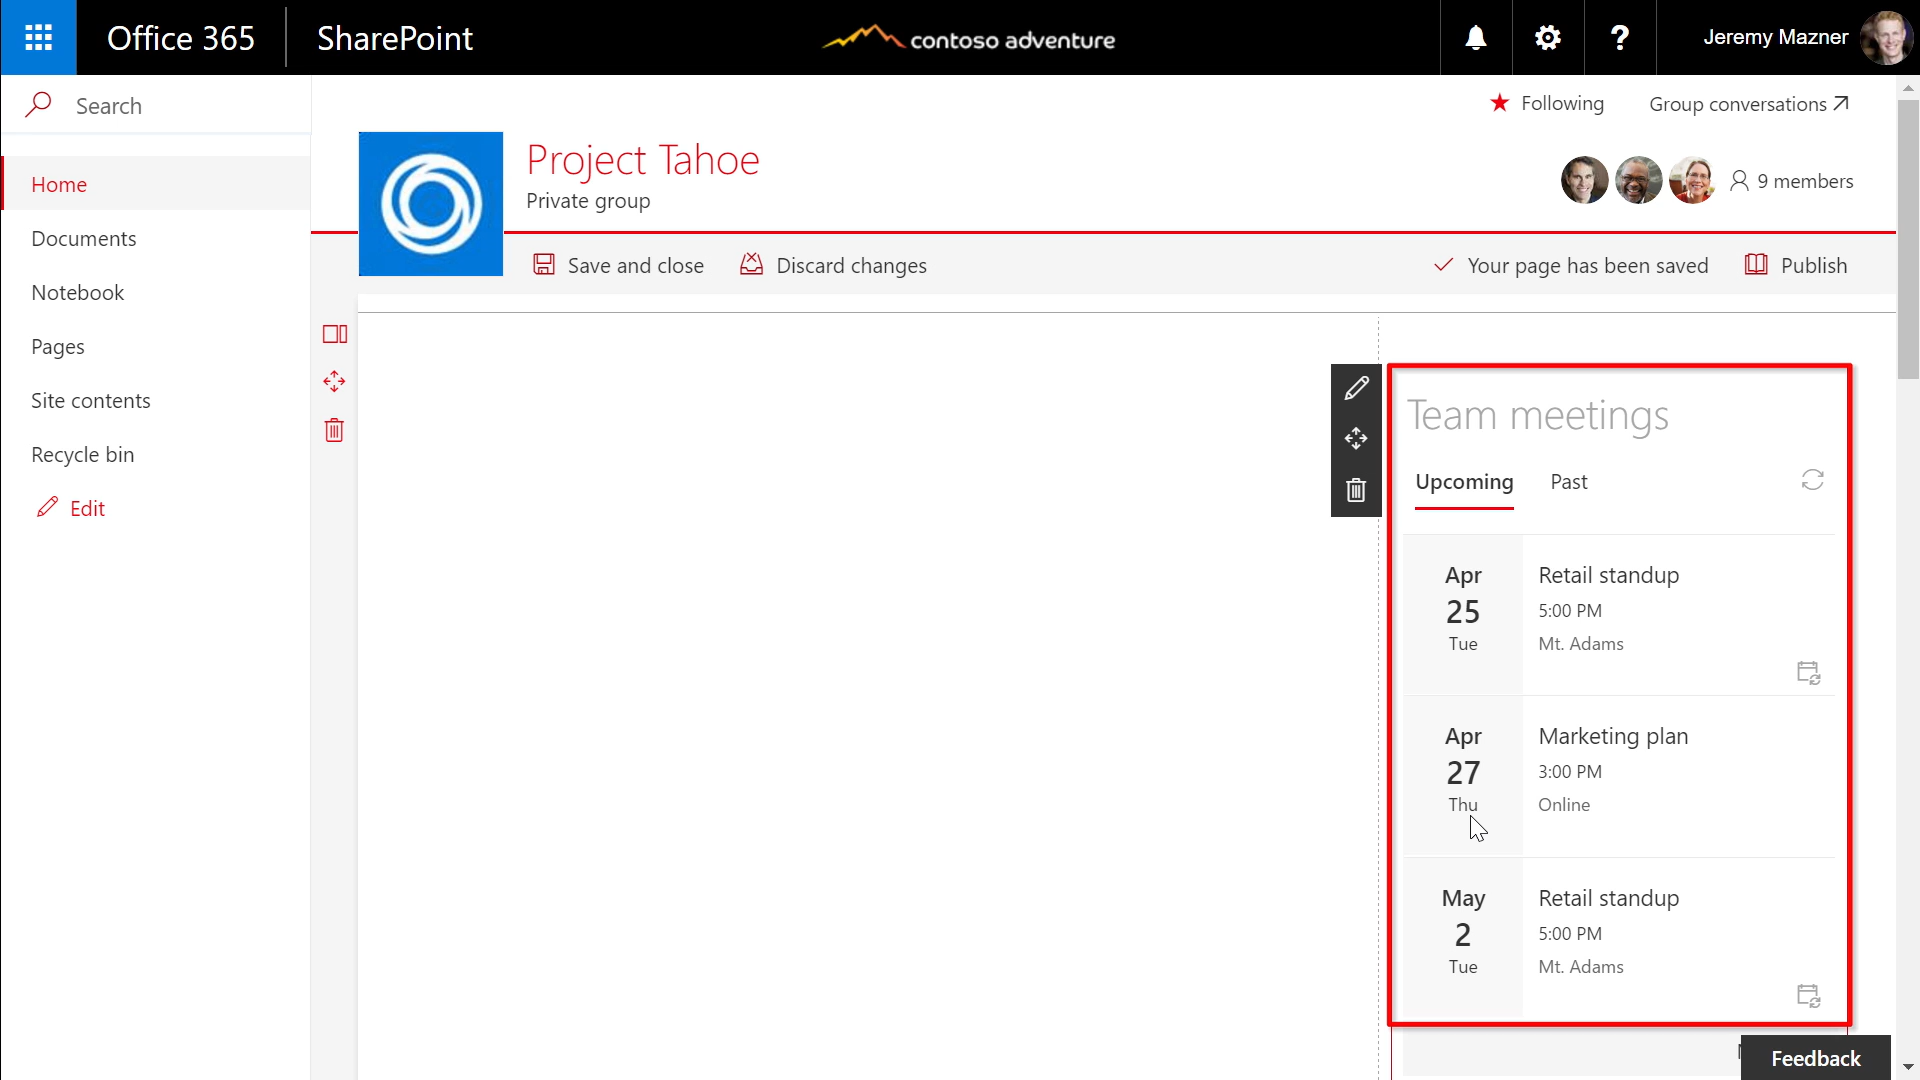 Office 365
SharePoint
contoso adventure
?
Jeremy Mazner
Search
Following
Group conversations
Project Tahoe
Private group
9 members
Save and close
Discard changes
Your page has been saved
Publish
Home
Documents
Notebook
Pages
Site contents
Recycle bin
Edit
Team meetings
Upcoming
Past
Apr
25
Tue
Retail standup
5:00 PM
Mt. Adams
Apr
27
Thu
Marketing plan
3:00 PM
Online
May
2
Tue
Retail standup
5:00 PM
Mt. Adams
Feedback